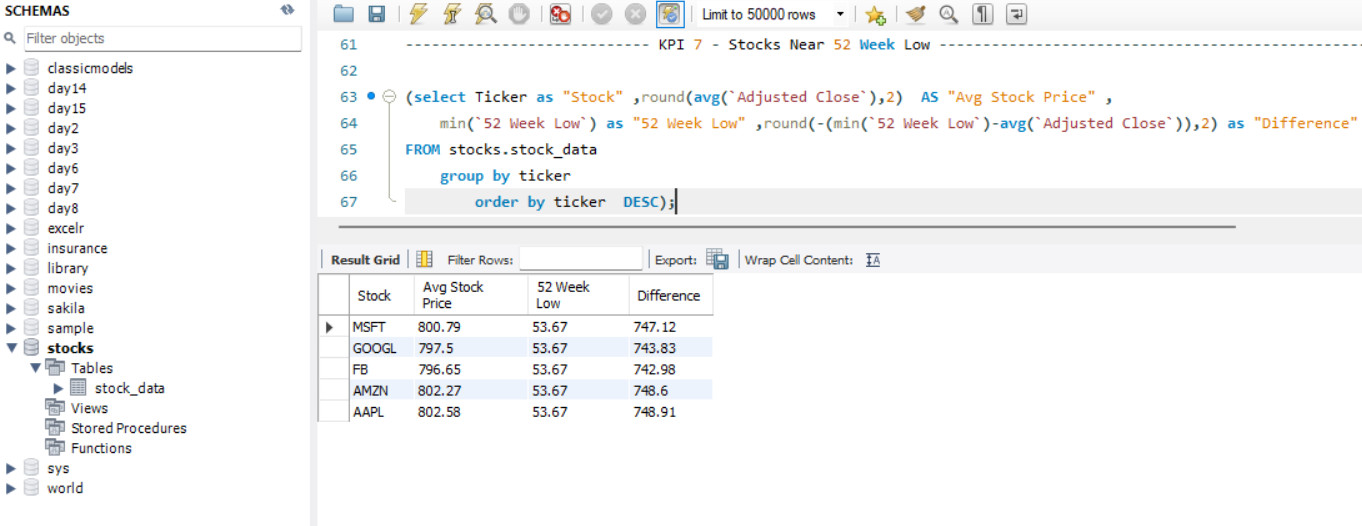 SCHEMAS
Filter objects
classicmodels
day14
day15
day2
day3
day6
day7
day8
excelr
insurance
library
movies
sakila
sample
stocks
Tables
stock_data
Views
Stored Procedures
Functions
sys
world
Limit to 50000 rows
61 ---------------------------- KPI 7 - Stocks Near 52 Week Low ---------------------------------------------------
62
63 (select Ticker as "Stock" ,round(avg(`Adjusted Close`),2)  AS "Avg Stock Price" ,
64 min(`52 Week Low`) as "52 Week Low" ,round(-(min(`52 Week Low`)-avg(`Adjusted Close`)),2) as "Difference"
65 FROM stocks.stock_data
66 group by ticker
67 order by ticker  DESC);
Result Grid Filter Rows: Export: Wrap Cell Content:
Stock Avg Stock Price 52 Week Low Difference
MSFT 800.79 53.67 747.12
GOOGL 797.5 53.67 743.83
FB 796.65 53.67 742.98
AMZN 802.27 53.67 748.6
AAPL 802.58 53.67 748.91